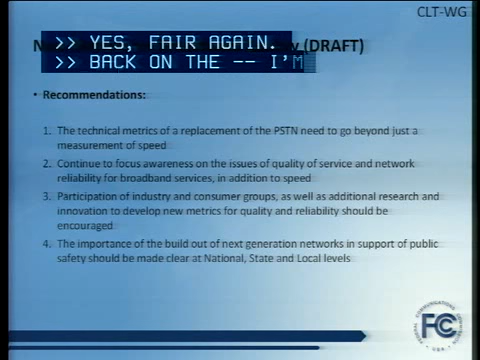 CLT-WG
>> YES, FAIR AGAIN.
(DRAFT)
>> BACK ON THE -- I'M
• Recommendations:
1. The technical metrics of a replacement of the PSTN need to go beyond just a
measurement of speed
2. Continue to focus awareness on the issues of quality of service and network
reliability for broadband services, in addition to speed
3. Participation of industry and consumer groups, as well as additional research and
innovation to develop new metrics for quality and reliability should be
encouraged
4. The importance of the build out of next generation networks in support of public
safety should be made clear at National, State and Local levels
FEDERAL COMMUNICATIONS COMMISSION
FCC
USA